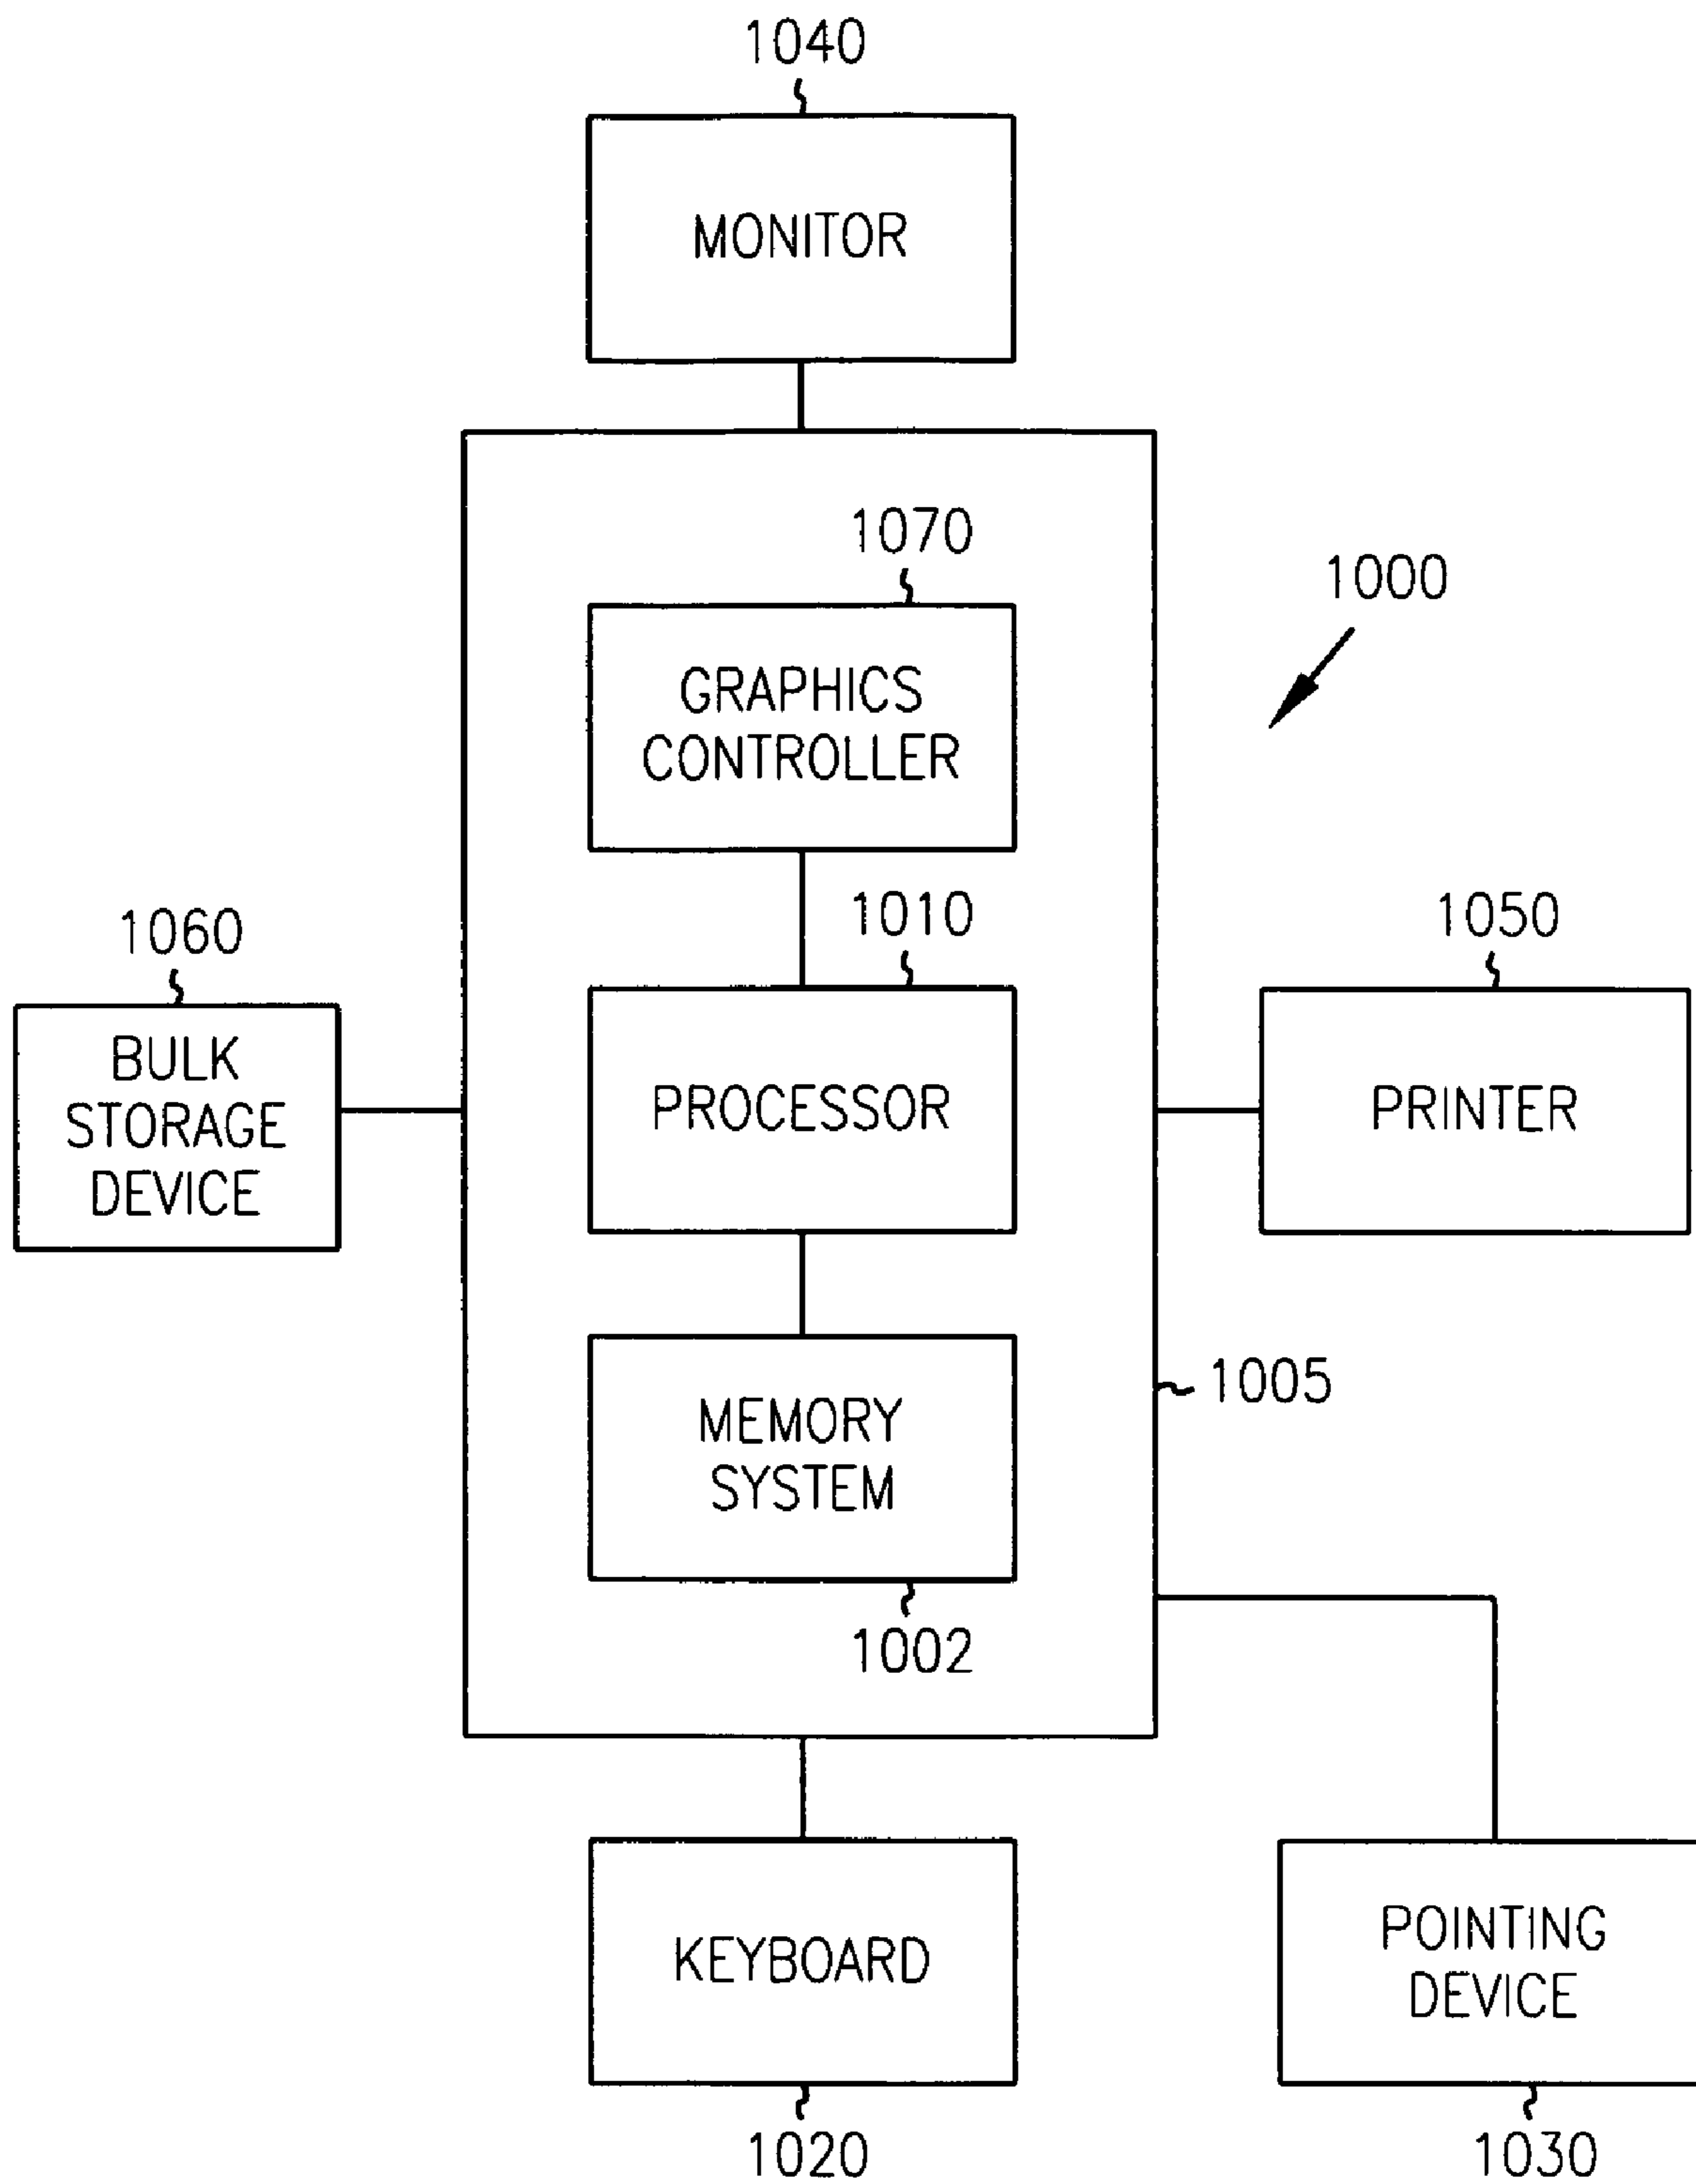 1040
MONITOR
1070
1000
GRAPHICS
CONTROLLER
1060
1010
1050
BULK
STORAGE
DEVICE
PROCESSOR
PRINTER
1005
MEMORY
SYSTEM
1002
KEYBOARD
POINTING
DEVICE
1020
1030